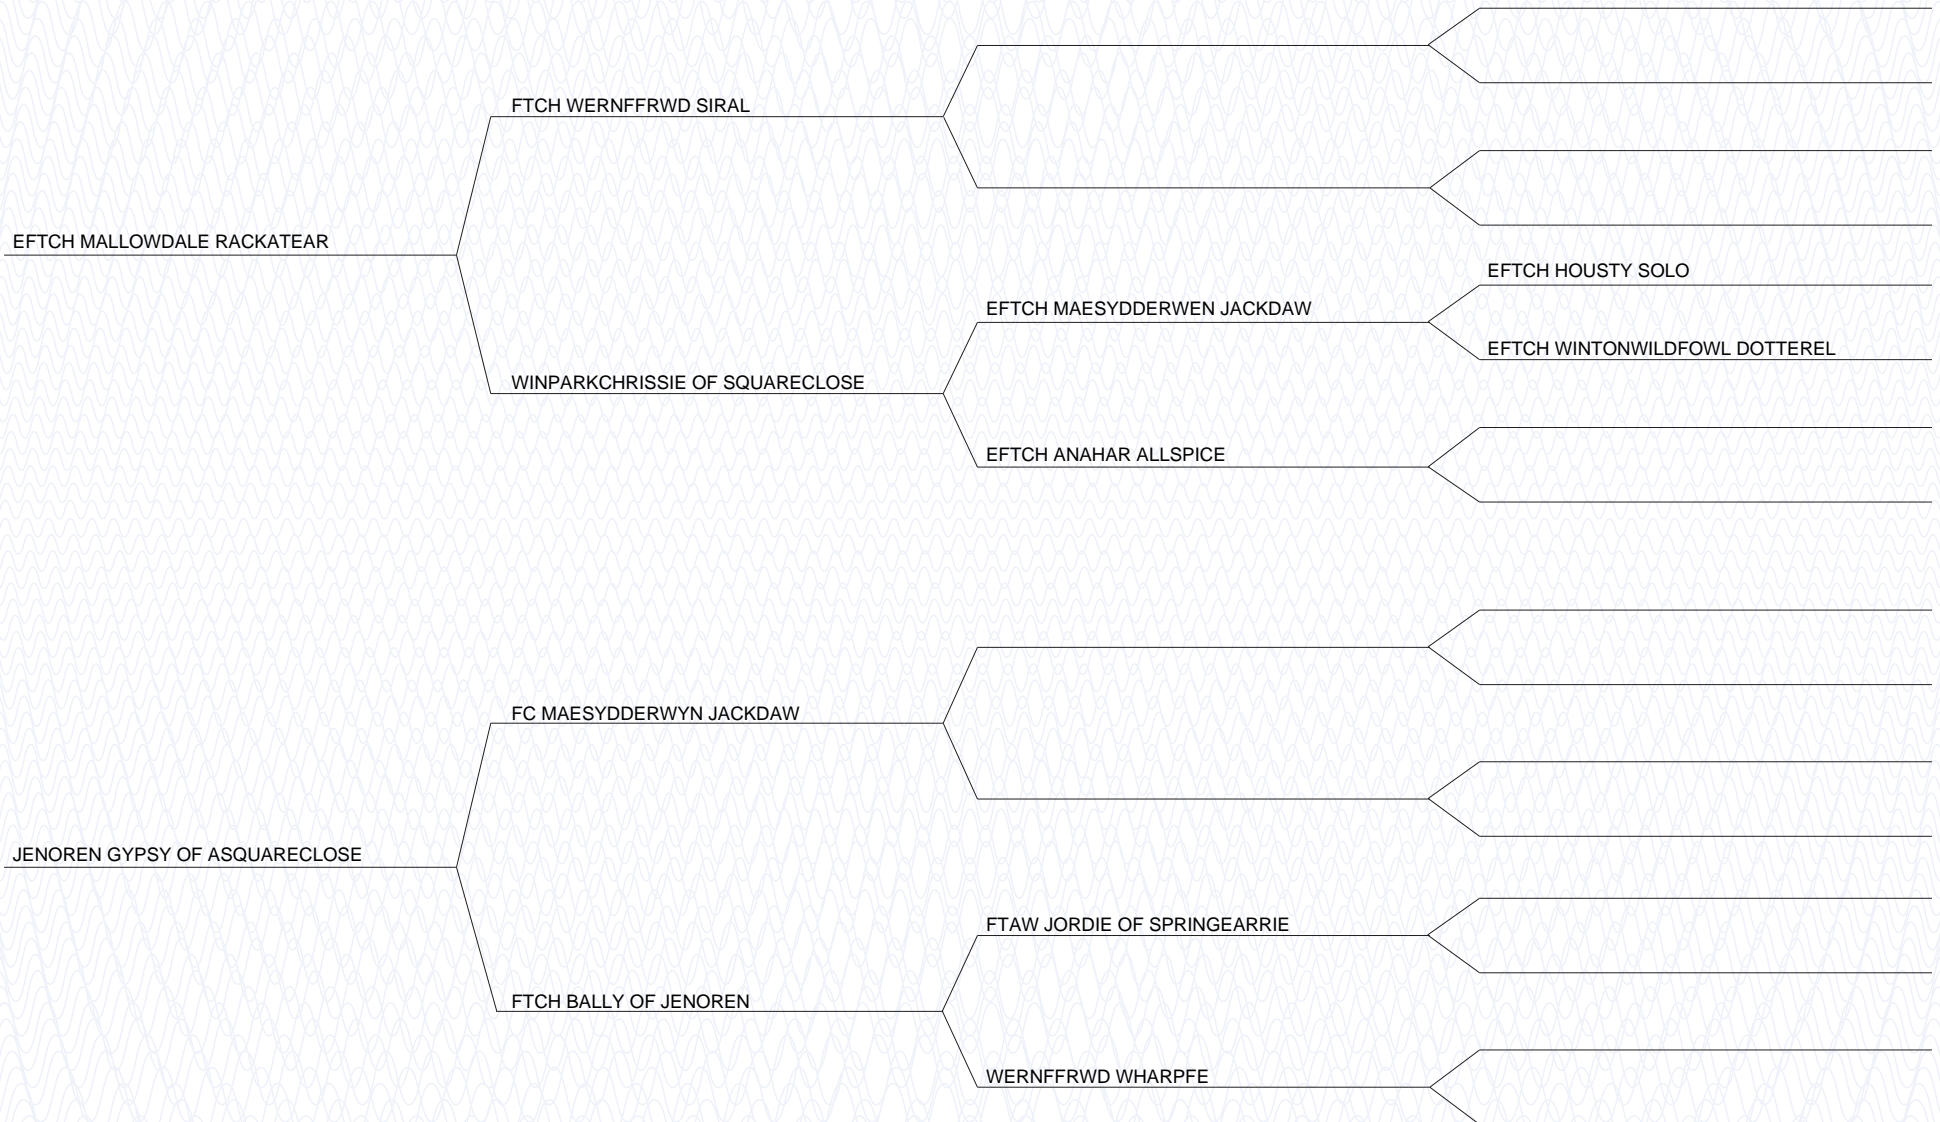 FTCH WERNFFRWD SIRAL
EFTCH MALLOWDALE RACKATEAR
EFTCH HOUSTY SOLO
EFTCH MAESYDDERWEN JACKDAW
EFTCH WINTONWILDFOWL DOTTEREL
WINPARKCHRISSIE OF SQUARECLOSE
EFTCH ANAHAR ALLSPICE
FC MAESYDDERWYN JACKDAW
JENOREN GYPSY OF ASQUARECLOSE
FTAW JORDIE OF SPRINGEARRIE
FTCH BALLY OF JENOREN
WERNFFRWD WHARPFE